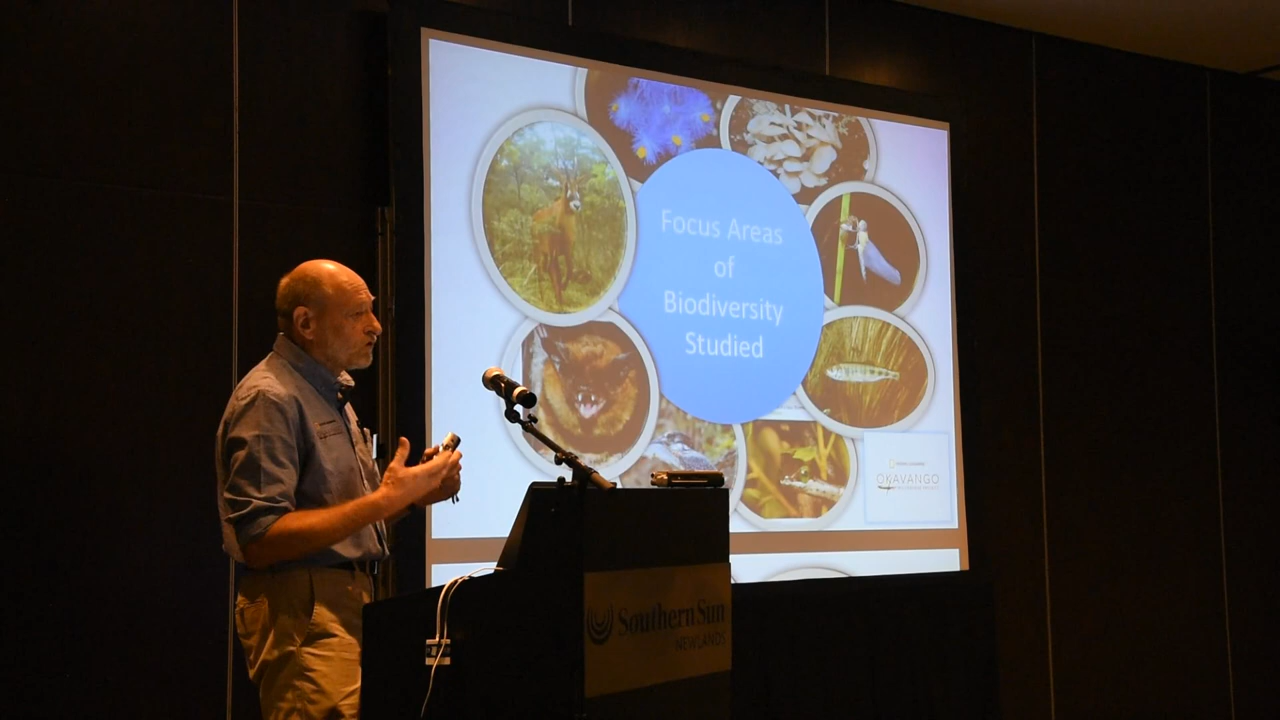 Focus Areas
of
Biodiversity
Studied
OKAVANGO
Southern Sun
NEWLANDS